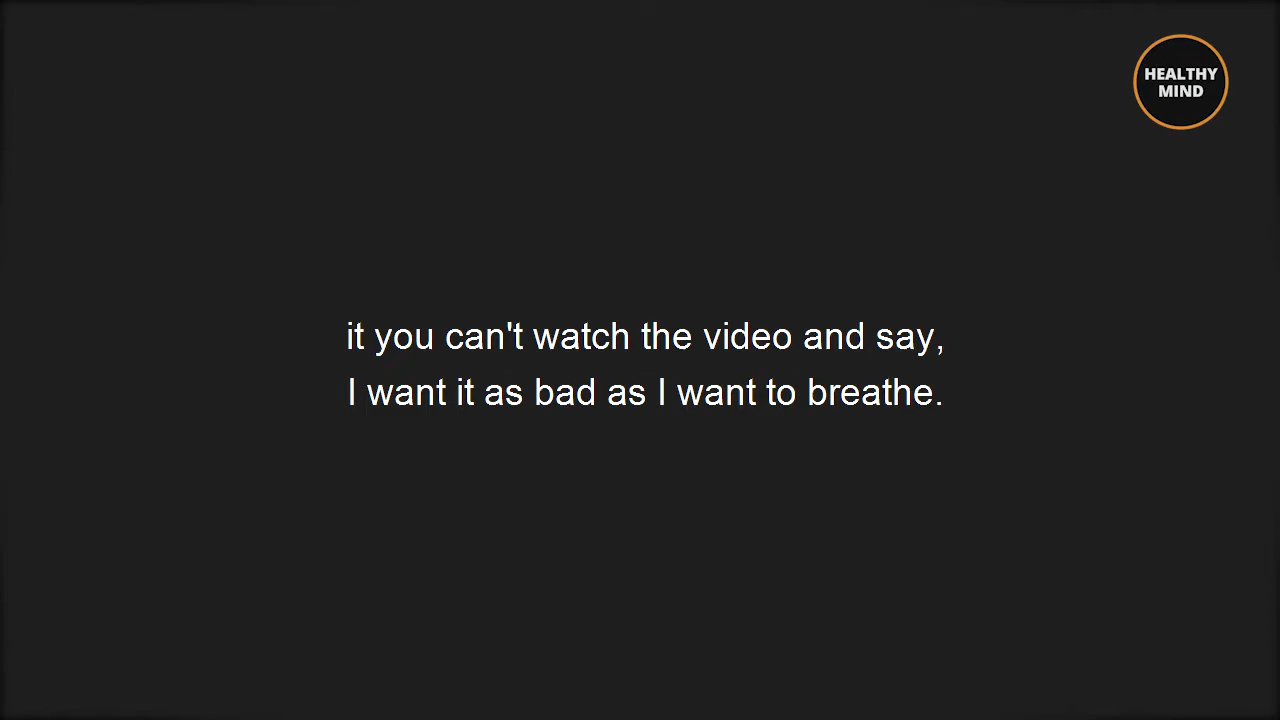 HEALTHY
MIND
it you can't watch the video and say,
I want it as bad as I want to breathe.